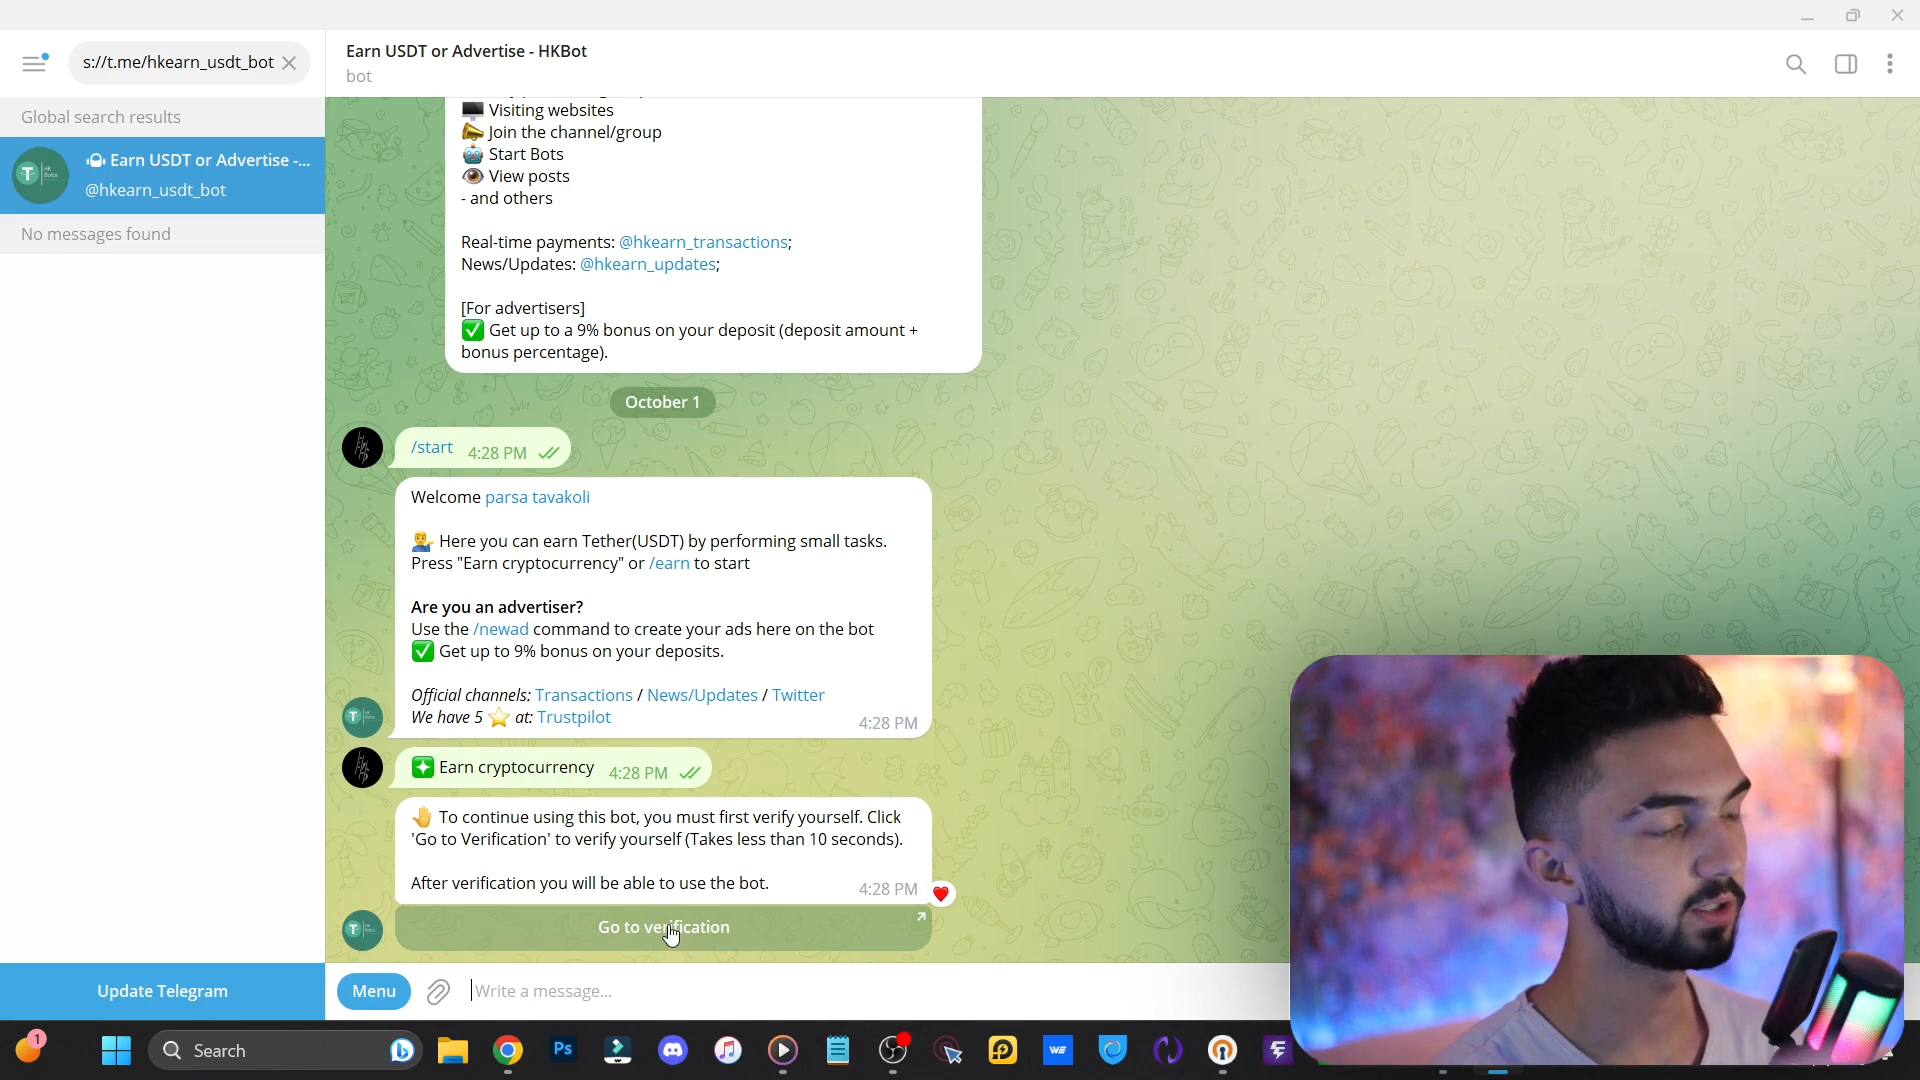 s://t.me/hkearn_usdt_bot
Earn USDT or Advertise - HKBot
bot
Global search results
Earn USDT or Advertise -...
@hkearn_usdt_bot
No messages found
Visiting websites
Join the channel/group
Start Bots
View posts
- and others
Real-time payments: @hkearn_transactions;
News/Updates: @hkearn_updates;
[For advertisers]
Get up to a 9% bonus on your deposit (deposit amount +
bonus percentage).
October 1
/start 4:28 PM
Welcome parsa tavakoli
Here you can earn Tether(USDT) by performing small tasks.
Press "Earn cryptocurrency" or /earn to start
Are you an advertiser?
Use the /newad command to create your ads here on the bot
Get up to 9% bonus on your deposits.
Official channels: Transactions / News/Updates / Twitter
We have 5 at: Trustpilot
4:28 PM
Earn cryptocurrency 4:28 PM
To continue using this bot, you must first verify yourself. Click
'Go to Verification' to verify yourself (Takes less than 10 seconds).
After verification you will be able to use the bot.
4:28 PM
Go to verification
Update Telegram
Menu
Write a message...
1
Search
Ps